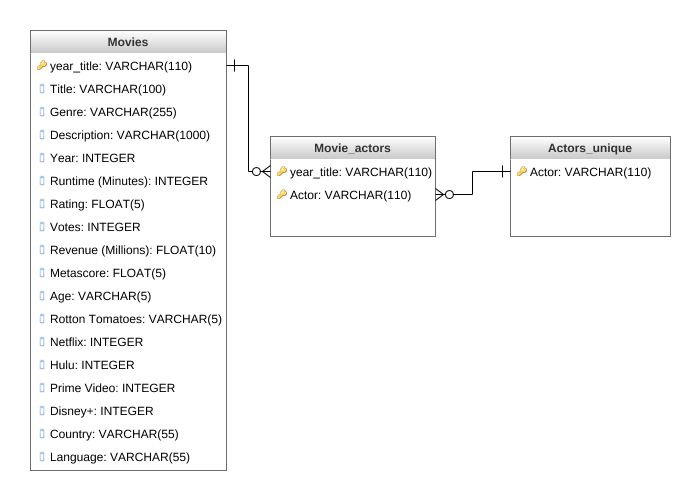 Movies
year_title: VARCHAR(110)
Title: VARCHAR(100)
Genre: VARCHAR(255)
Description: VARCHAR(1000)
Year: INTEGER
Runtime (Minutes): INTEGER
Rating: FLOAT(5)
Votes: INTEGER
Revenue (Millions): FLOAT(10)
Metascore: FLOAT(5)
Age: VARCHAR(5)
Rotton Tomatoes: VARCHAR(5)
Netflix: INTEGER
Hulu: INTEGER
Prime Video: INTEGER
Disney+: INTEGER
Country: VARCHAR(55)
Language: VARCHAR(55)
Movie_actors
year_title: VARCHAR(110)
Actor: VARCHAR(110)
Actors_unique
Actor: VARCHAR(110)